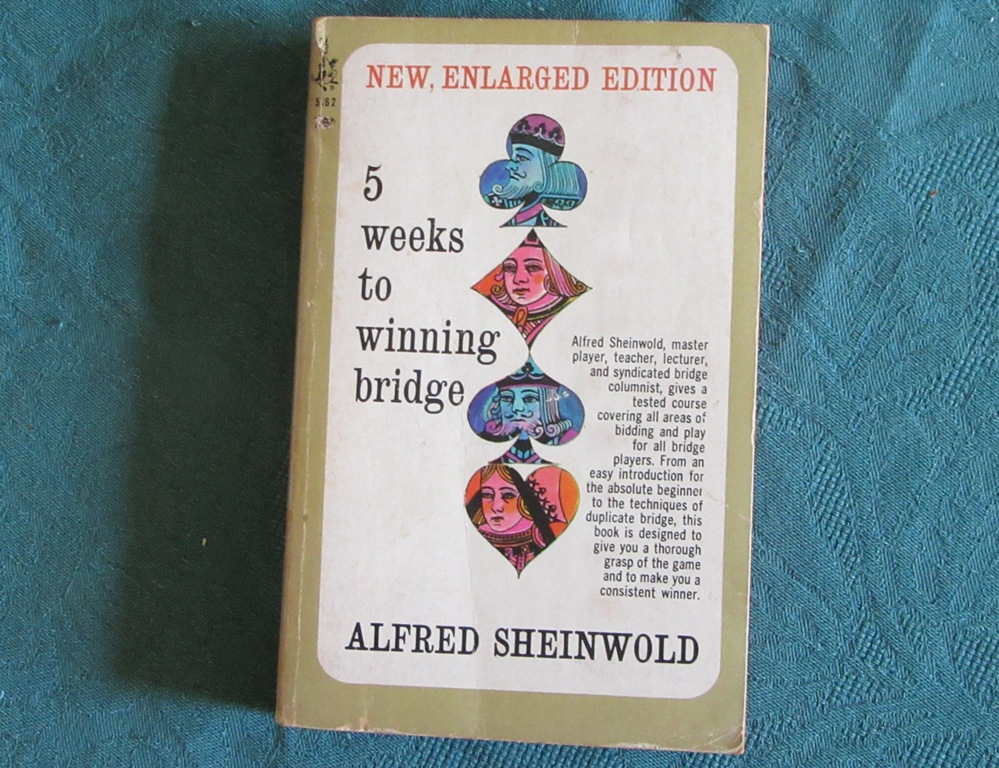 NEW, ENLARGED EDITION
5
weeks
to
winning
bridge
Alfred Sheinwold, master
player, teacher, lecturer,
and syndicated bridge
columnist, gives a
tested course
covering all areas of
bidding and play
for all bridge
players. From an
easy introduction for
the absolute beginner
to the techniques of
duplicate bridge, this
book is designed to
give you a thorough
grasp of the game
and to make you a
consistent winner.
ALFRED SHEINWOLD